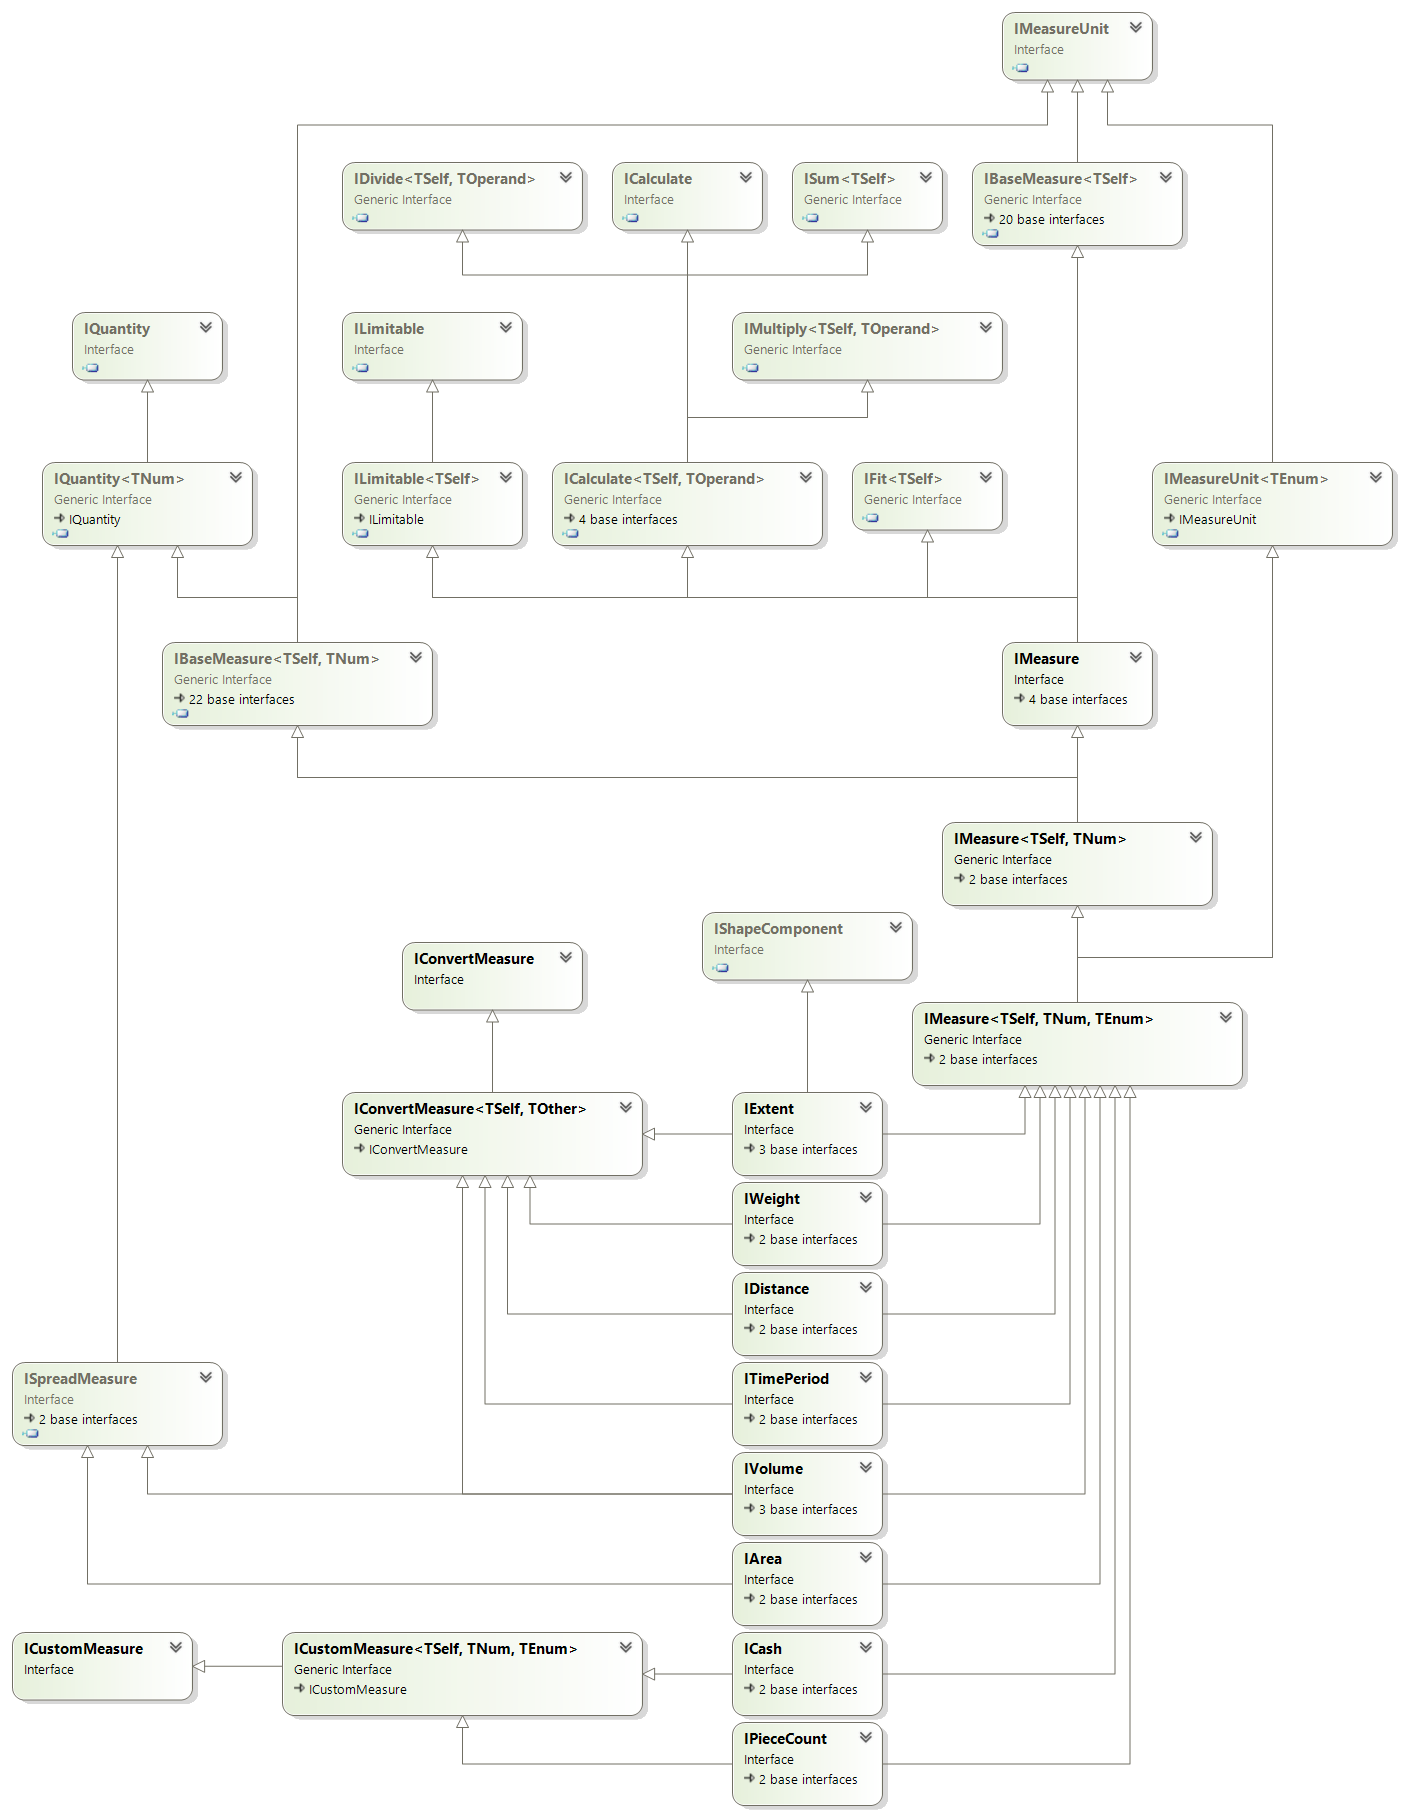 IMeasureUnit
Interface
IDivide<TSelf, TOperand>
Generic Interface
ICalculate
Interface
ISum<TSelf>
Generic Interface
IBaseMeasure<TSelf>
Generic Interface
20 base interfaces
IQuantity
Interface
ILimitable
Interface
IMultiply<TSelf, TOperand>
Generic Interface
IQuantity<TNum>
Generic Interface
IQuantity
ILimitable<TSelf>
Generic Interface
ILimitable
ICalculate<TSelf, TOperand>
Generic Interface
4 base interfaces
IFit<TSelf>
Generic Interface
IMeasureUnit<TEnum>
Generic Interface
IMeasureUnit
IBaseMeasure<TSelf, TNum>
Generic Interface
22 base interfaces
IMeasure
Interface
4 base interfaces
IMeasure<TSelf, TNum>
Generic Interface
2 base interfaces
IShapeComponent
Interface
IConvertMeasure
Interface
IMeasure<TSelf, TNum, TEnum>
Generic Interface
2 base interfaces
IConvertMeasure<TSelf, TOther>
Generic Interface
IConvertMeasure
IExtent
Interface
3 base interfaces
IWeight
Interface
2 base interfaces
IDistance
Interface
2 base interfaces
ISpreadMeasure
Interface
2 base interfaces
ITimePeriod
Interface
2 base interfaces
IVolume
Interface
3 base interfaces
IArea
Interface
2 base interfaces
ICustomMeasure
Interface
ICustomMeasure<TSelf, TNum, TEnum>
Generic Interface
ICustomMeasure
ICash
Interface
2 base interfaces
IPieceCount
Interface
2 base interfaces